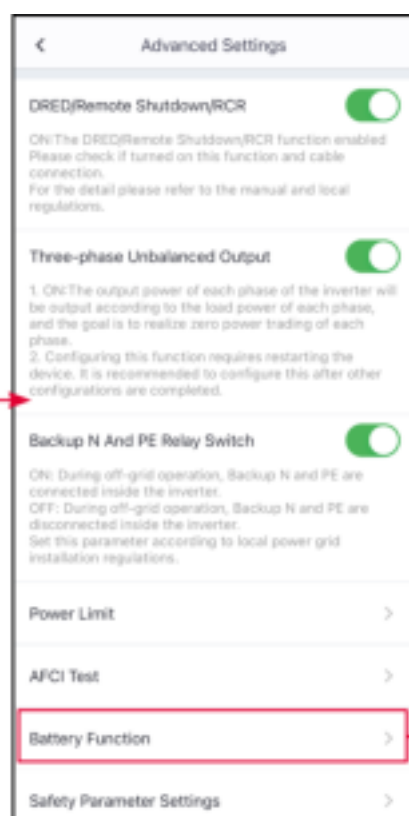 Advanced Settings
DRED/Remote Shutdown/RCR
ON:The DRED/Remote Shutdown/RCR function enabled
Please check if turned on this function and cable
connection.
For the detail please refer to the manual and local
regulations.
Three-phase Unbalanced Output
1. ON:The output power of each phase of the inverter will
be output according to the load power of each phase,
and the goal is to realize zero power trading of each
phase.
2. Configuring this function requires restarting the
device. It is recommended to configure this after other
configurations are completed.
Backup N And PE Relay Switch
ON: During off-grid operation, Backup N and PE are
connected inside the inverter.
OFF: During off-grid operation, Backup N and PE are
disconnected inside the inverter.
Set this parameter according to local power grid
installation regulations.
Power Limit
AFCI Test
Battery Function
Safety Parameter Settings